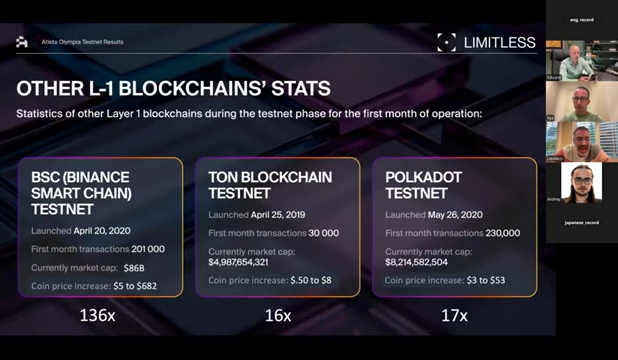 Atleta Olympia Testnet Results
LIMITLESS
OTHER L-1 BLOCKCHAINS' STATS
Statistics of other Layer 1 blockchains during the testnet phase for the first month of operation:
BSC (BINANCE
SMART CHAIN)
TESTNET
Launched April 20, 2020
First month transactions 201 000
Currently market cap: $86B
Coin price increase: $5 to $682
136x
TON BLOCKCHAIN
TESTNET
Launched April 25, 2019
First month transactions 30 000
Currently market cap:
$4,987,654,321
Coin price increase: $.50 to $8
16x
POLKADOT
TESTNET
Launched May 26, 2020
First month transactions 230,000
Currently market cap:
$8,214,582,504
Coin price increase: $3 to $53
17x
eng_record
Eduard
Ilya
Andrey
japanese_record